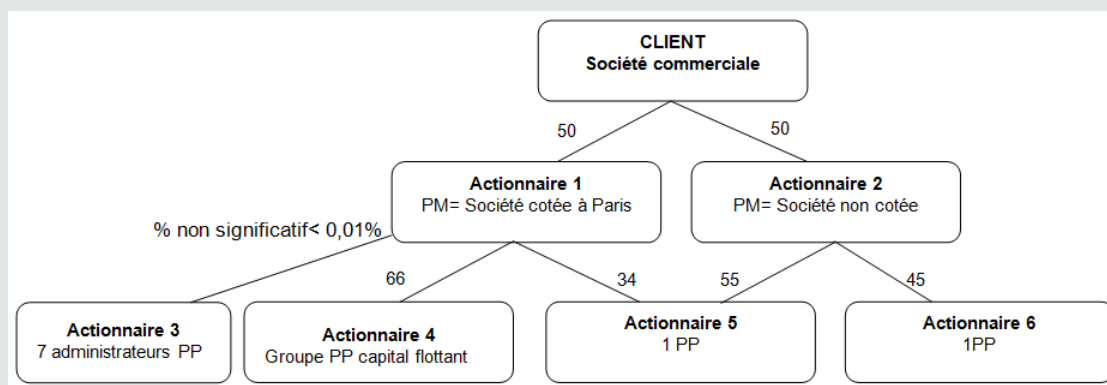 CLIENT
Société commerciale
50
50
Actionnaire 1
PM= Société cotée à Paris
Actionnaire 2
PM= Société non cotée
% non significatif< 0,01%
66
34
55
45
Actionnaire 3
7 administrateurs PP
Actionnaire 4
Groupe PP capital flottant
Actionnaire 5
1 PP
Actionnaire 6
1PP